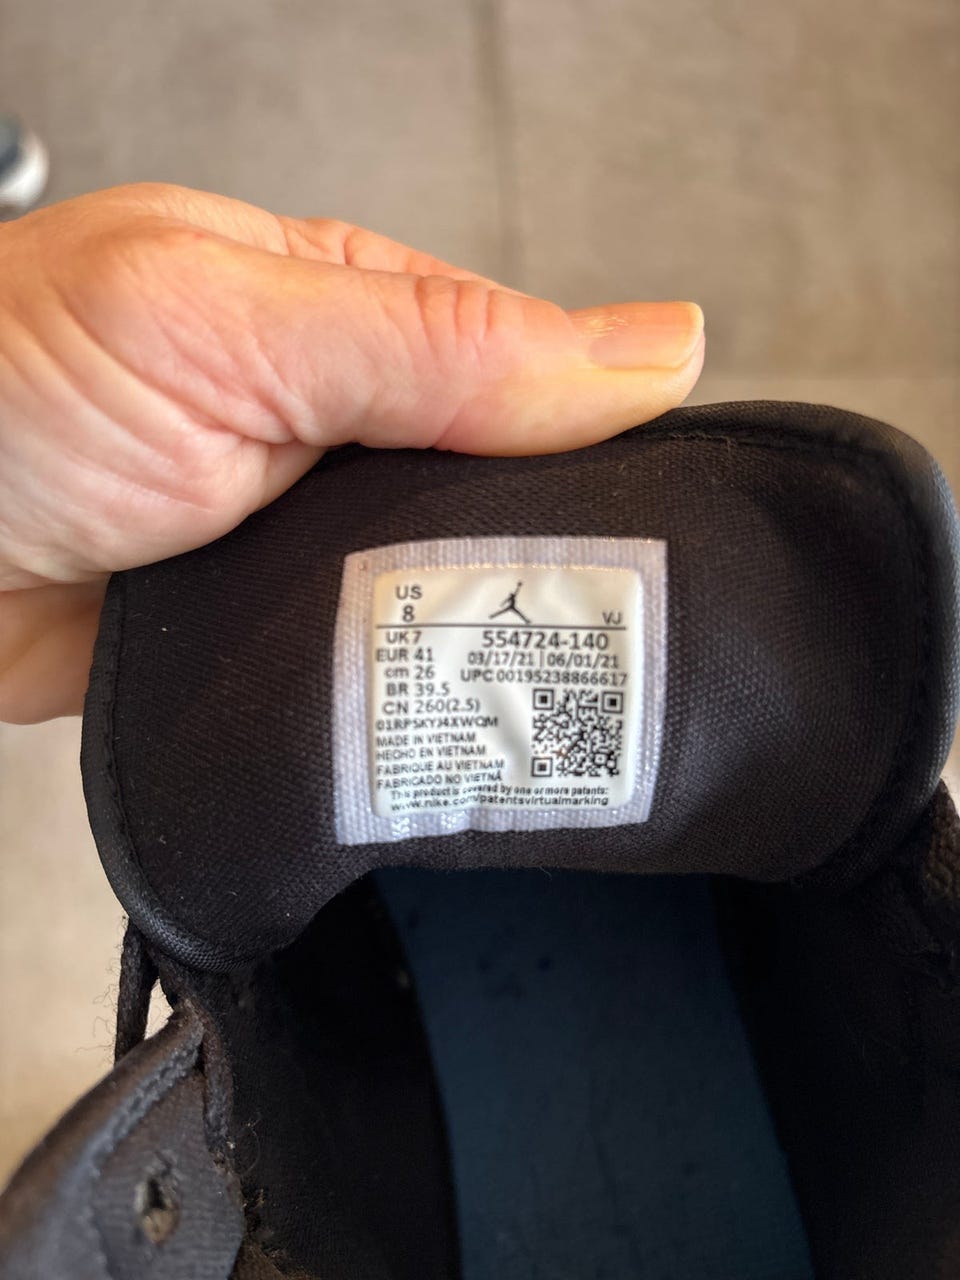 US
8
VJ
UK 7
554724-140
EUR 41
03/17/21 | 06/01/21
cm 26
UPC 00195238866617
BR 39.5
CN 260(2.5)
01RPSKYJ4XWQM
MADE IN VIETNAM
HECHO EN VIETNAM
FABRIQUE AU VIETNAM
FABRICADO NO VIETNÃ
This product is covered by one or more patents:
www.nike.com/patentsvirtualmarking